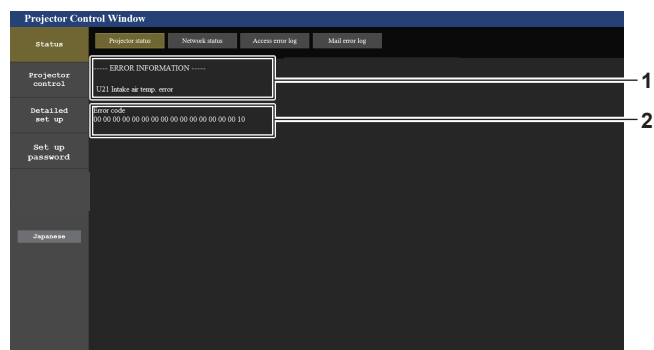 Projector Control Window
Status
Projector status
Network status
Access error log
Mail error log
Projector
control
Detailed
set up
Set up
password
Japanese
----- ERROR INFORMATION -----
U21 Intake air temp. error
Error code
00 00 00 00 00 00 00 00 00 00 00 00 00 00 00 10
1
2